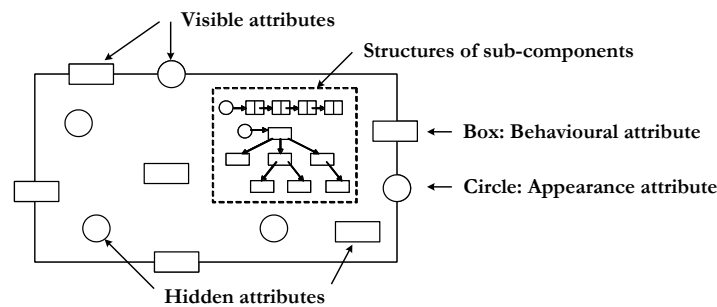 Visible attributes
Structures of sub-components
Box: Behavioural attribute
Circle: Appearance attribute
Hidden attributes